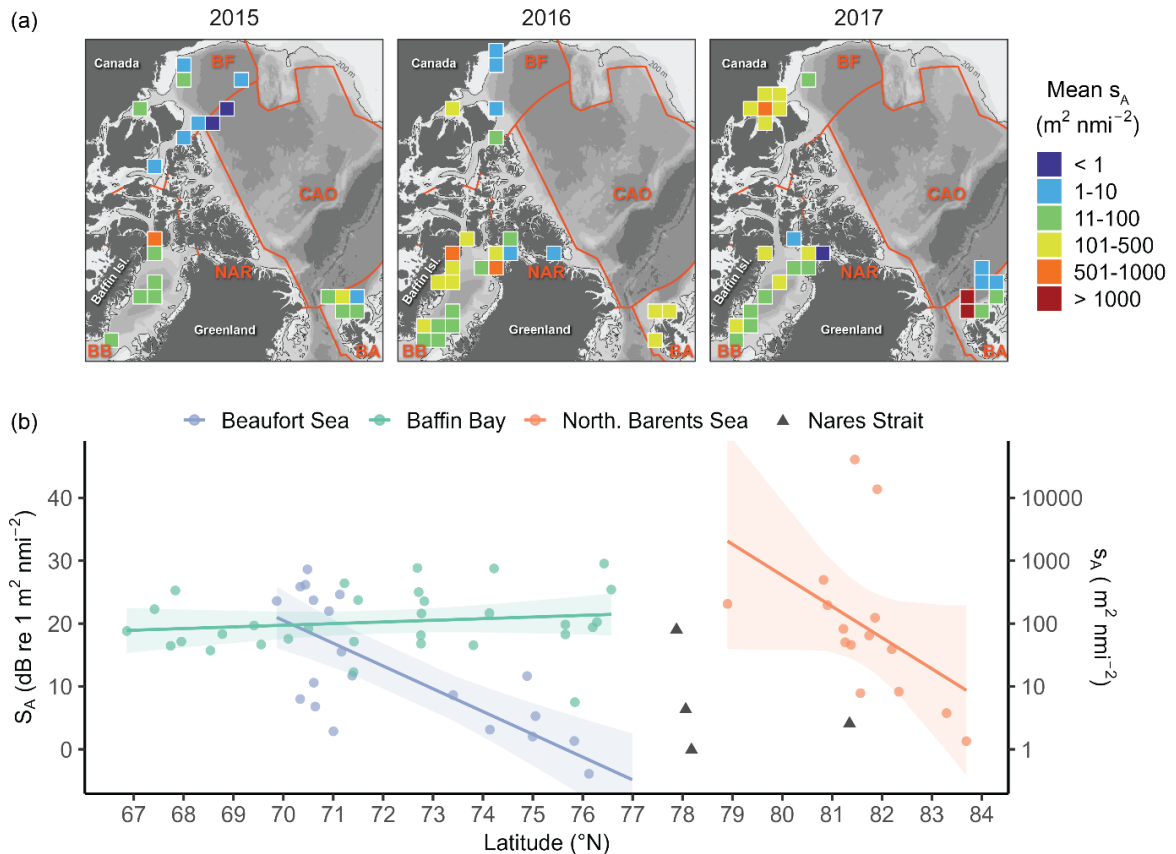 (a)
2015
2016
2017
Canada
BF
200 m
CAO
Baffin Isl.
NAR
Greenland
BB
BA
Canada
BF
200 m
CAO
Baffin Isl.
NAR
Greenland
BB
BA
Canada
BF
200 m
CAO
Baffin Isl.
NAR
Greenland
BB
BA
Mean sA
(m² nmi⁻²)
< 1
1-10
11-100
101-500
501-1000
> 1000
(b)
Beaufort Sea
Baffin Bay
North. Barents Sea
Nares Strait
SA (dB re 1 m² nmi⁻²)
40
30
20
10
0
10000
1000
100
10
1
sA ( m² nmi⁻²)
67 68 69 70 71 72 73 74 75 76 77 78 79 80 81 82 83 84
Latitude (°N)